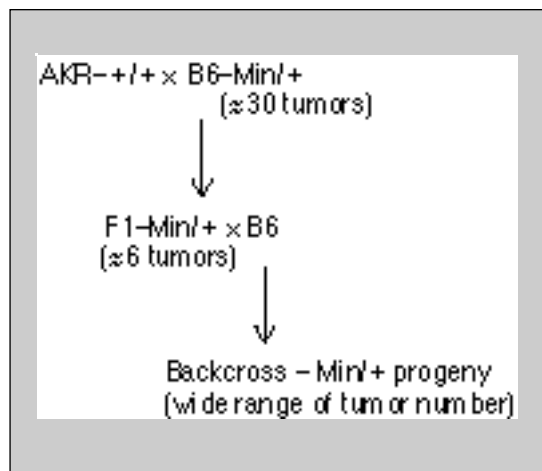 AKR-+/+ × B6-Min/+
(≈30 tumors)
F1-Min/+ × B6
(≈6 tumors)
Backcross - Min/+ progeny
(wide range of tumor number)